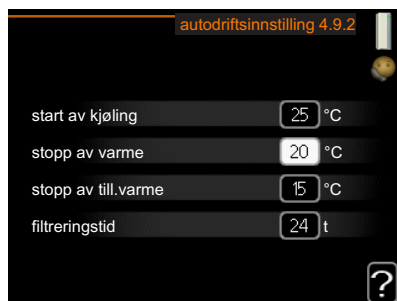 autodriftsinnstilling 4.9.2
start av kjøling 25 °C
stopp av varme 20 °C
stopp av till.varme 15 °C
filtreringstid 24 t
?